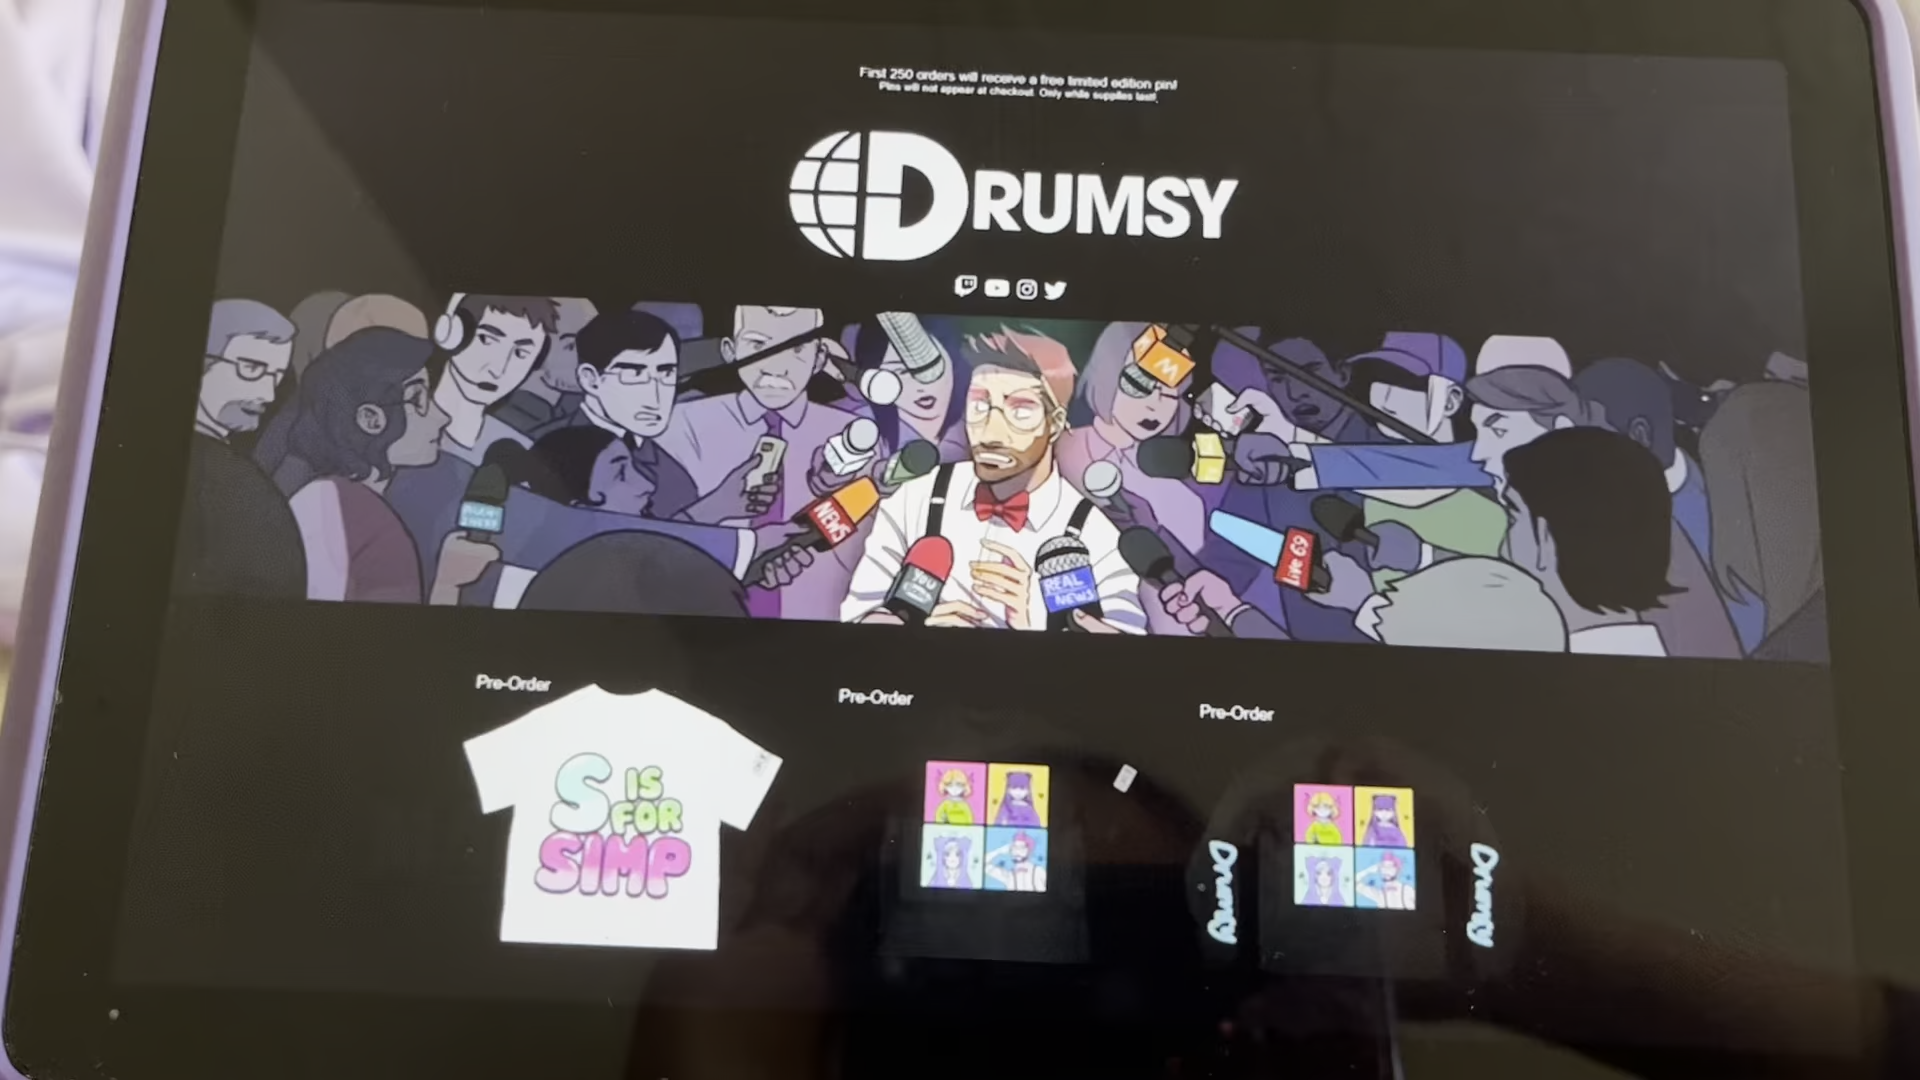 First 250 orders will receive a free limited edition pin!
Pins will not appear at checkout. Only while supplies last!
DRUMSY
NEWS
YOU
REAL
NEWS
Live 69
Pre-Order
Pre-Order
Pre-Order
S IS
FOR
SIMP
Drumsy
Drumsy